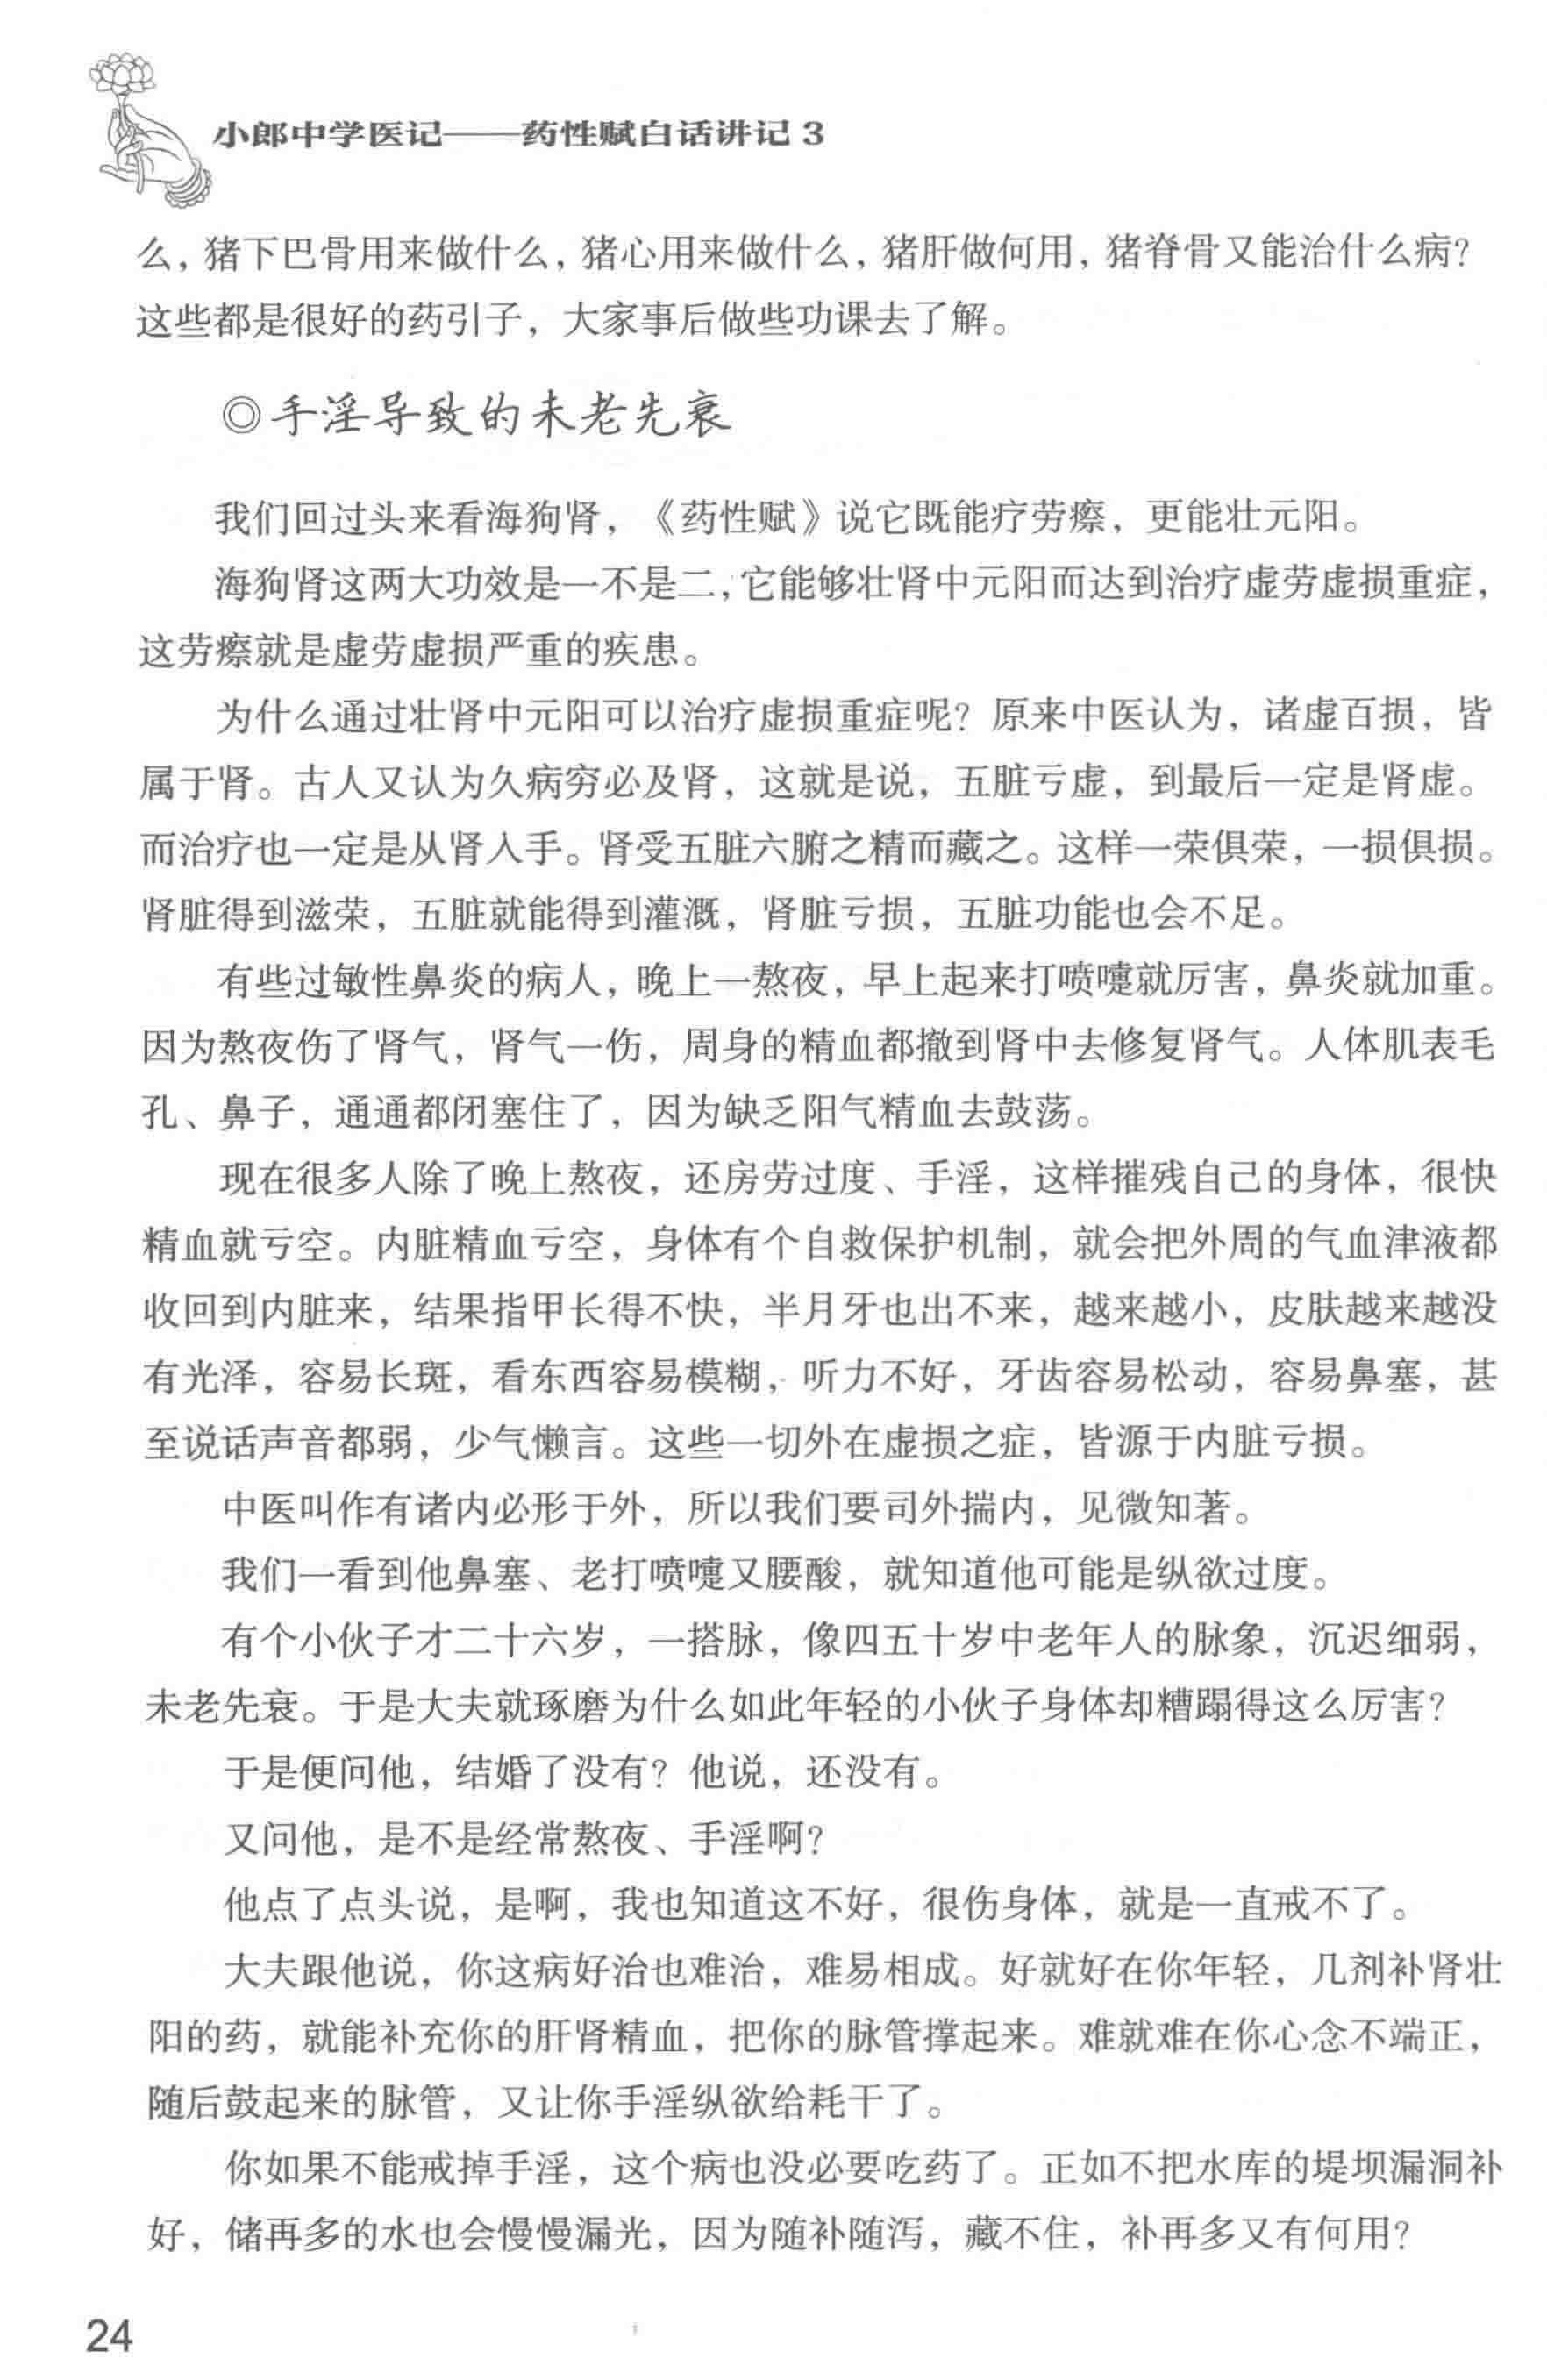 小郎中学医记——药性赋白话讲记 3
么，猪下巴骨用来做什么，猪心用来做什么，猪肝做何用，猪脊骨又能治什么病？
这些都是很好的药引子，大家事后做些功课去了解。
◎手淫导致的未老先衰
我们回过头来看海狗肾，《药性赋》说它既能疗劳瘵，更能壮元阳。
海狗肾这两大功效是一不是二，它能够壮肾中元阳而达到治疗虚劳虚损重症，
这劳瘵就是虚劳虚损严重的疾患。
为什么通过壮肾中元阳可以治疗虚损重症呢？原来中医认为，诸虚百损，皆
属于肾。古人又认为久病穷必及肾，这就是说，五脏亏虚，到最后一定是肾虚。
而治疗也一定是从肾入手。肾受五脏六腑之精而藏之。这样一荣俱荣，一损俱损。
肾脏得到滋荣，五脏就能得到灌溉，肾脏亏损，五脏功能也会不足。
有些过敏性鼻炎的病人，晚上一熬夜，早上起来打喷嚏就厉害，鼻炎就加重。
因为熬夜伤了肾气，肾气一伤，周身的精血都撤到肾中去修复肾气。人体肌表毛
孔、鼻子，通通都闭塞住了，因为缺乏阳气精血去鼓荡。
现在很多人除了晚上熬夜，还房劳过度、手淫，这样摧残自己的身体，很快
精血就亏空。内脏精血亏空，身体有个自救保护机制，就会把外周的气血津液都
收回到内脏来，结果指甲长得不快，半月牙也出不来，越来越小，皮肤越来越没
有光泽，容易长斑，看东西容易模糊，听力不好，牙齿容易松动，容易鼻塞，甚
至说话声音都弱，少气懒言。这些一切外在虚损之症，皆源于内脏亏损。
中医叫作有诸内必形于外，所以我们要司外揣内，见微知著。
我们一看到他鼻塞、老打喷嚏又腰酸，就知道他可能是纵欲过度。
有个小伙子才二十六岁，一搭脉，像四五十岁中老年人的脉象，沉迟细弱，
未老先衰。于是大夫就琢磨为什么如此年轻的小伙子身体却糟蹋得这么厉害？
于是便问他，结婚了没有？他说，还没有。
又问他，是不是经常熬夜、手淫啊？
他点了点头说，是啊，我也知道这不好，很伤身体，就是一直戒不了。
大夫跟他说，你这病好治也难治，难易相成。好就好在你年轻，几剂补肾壮
阳的药，就能补充你的肝肾精血，把你的脉管撑起来。难就难在你心念不端正，
随后鼓起来的脉管，又让你手淫纵欲给耗干了。
你如果不能戒掉手淫，这个病也没必要吃药了。正如不把水库的堤坝漏洞补
好，储再多的水也会慢慢漏光，因为随补随泻，藏不住，补再多又有何用？
24